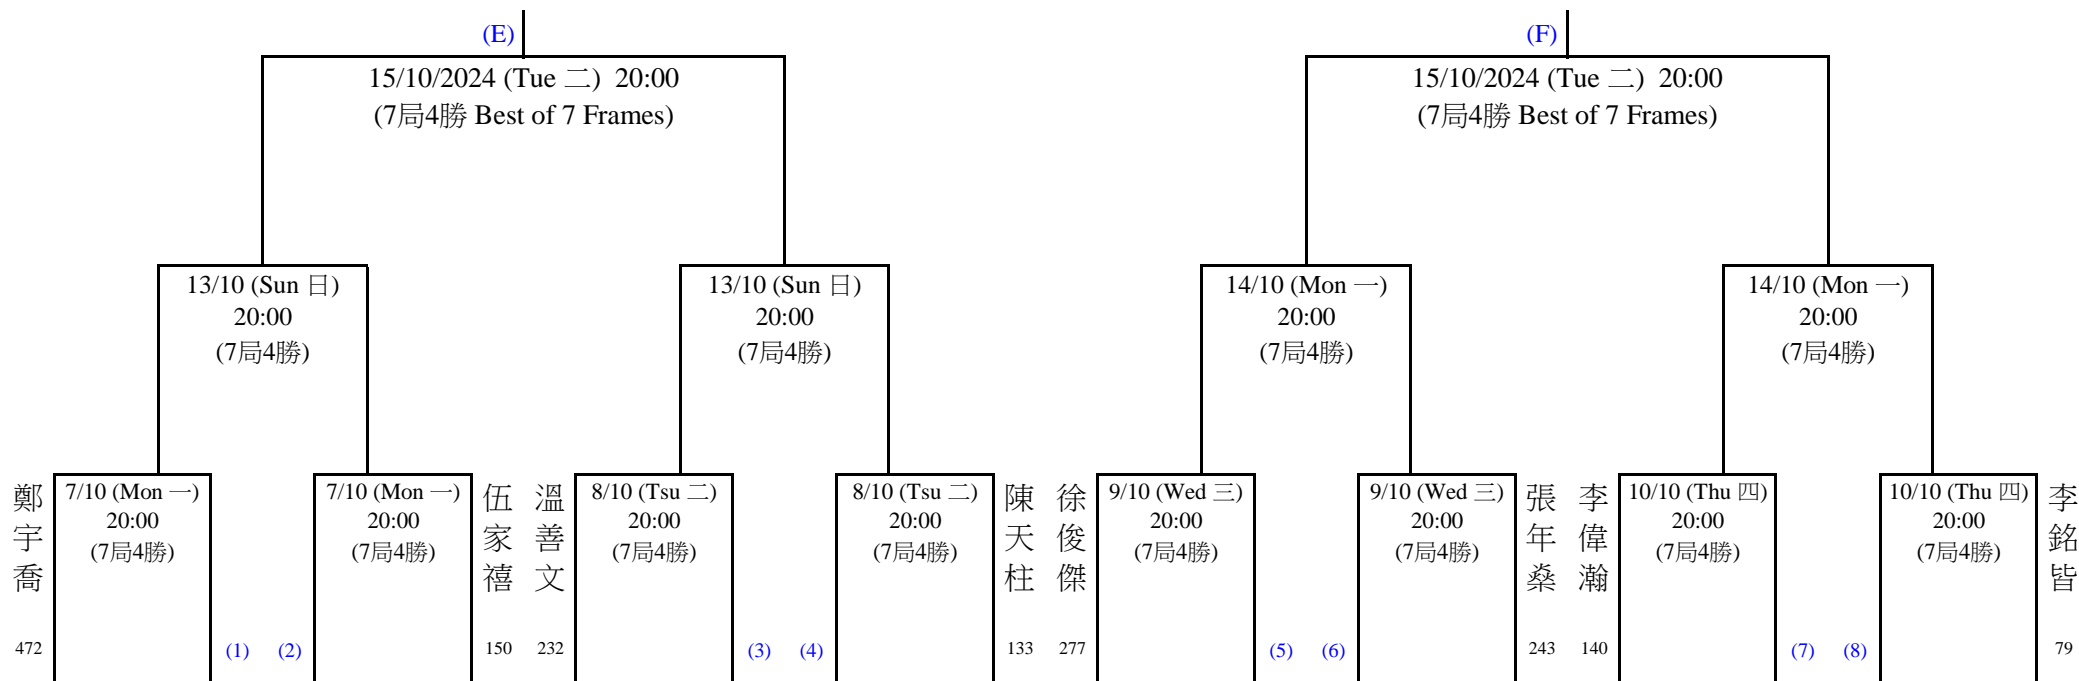 (E)
15/10/2024 (Tue 二) 20:00
(7局4勝 Best of 7 Frames)
(F)
15/10/2024 (Tue 二) 20:00
(7局4勝 Best of 7 Frames)
13/10 (Sun 日)
20:00
(7局4勝)
13/10 (Sun 日)
20:00
(7局4勝)
14/10 (Mon 一)
20:00
(7局4勝)
14/10 (Mon 一)
20:00
(7局4勝)
鄭宇喬
472
7/10 (Mon 一)
20:00
(7局4勝)
(1)
(2)
7/10 (Mon 一)
20:00
(7局4勝)
伍家禧
150
溫善文
232
8/10 (Tsu 二)
20:00
(7局4勝)
(3)
(4)
8/10 (Tsu 二)
20:00
(7局4勝)
陳天柱
133
徐俊傑
277
9/10 (Wed 三)
20:00
(7局4勝)
(5)
(6)
9/10 (Wed 三)
20:00
(7局4勝)
張年燊
243
李偉瀚
140
10/10 (Thu 四)
20:00
(7局4勝)
(7)
(8)
10/10 (Thu 四)
20:00
(7局4勝)
李銘皆
79